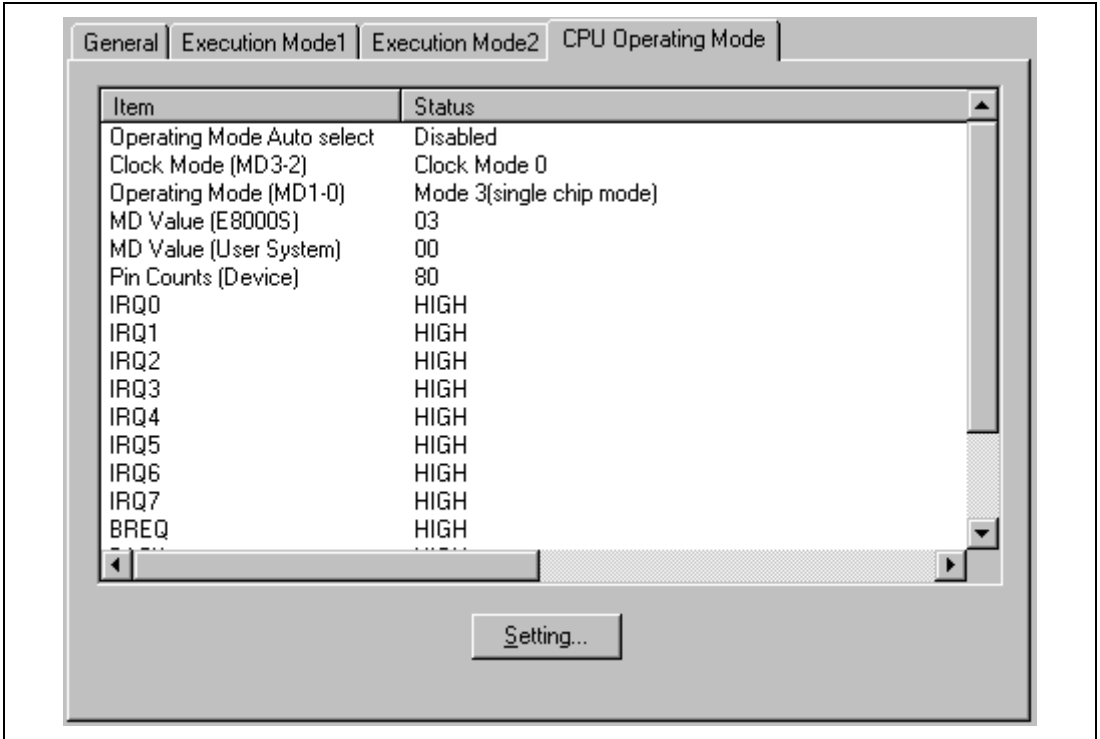 General Execution Mode1 Execution Mode2 CPU Operating Mode
Item Status
Operating Mode Auto select Disabled
Clock Mode (MD3-2) Clock Mode 0
Operating Mode (MD1-0) Mode 3(single chip mode)
MD Value (E8000S) 03
MD Value (User System) 00
Pin Counts (Device) 80
IRQ0 HIGH
IRQ1 HIGH
IRQ2 HIGH
IRQ3 HIGH
IRQ4 HIGH
IRQ5 HIGH
IRQ6 HIGH
IRQ7 HIGH
BREQ HIGH
Setting...